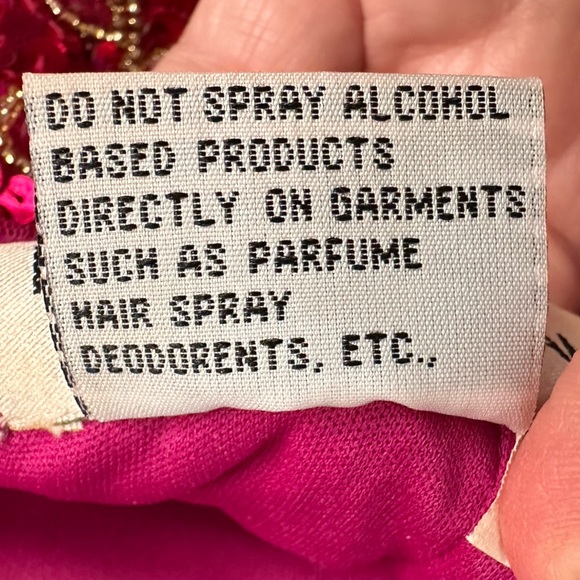 DO NOT SPRAY ALCOHOL
BASED PRODUCTS
DIRECTLY ON GARMENTS
SUCH AS PARFUME
HAIR SPRAY
DEODORENTS, ETC.,